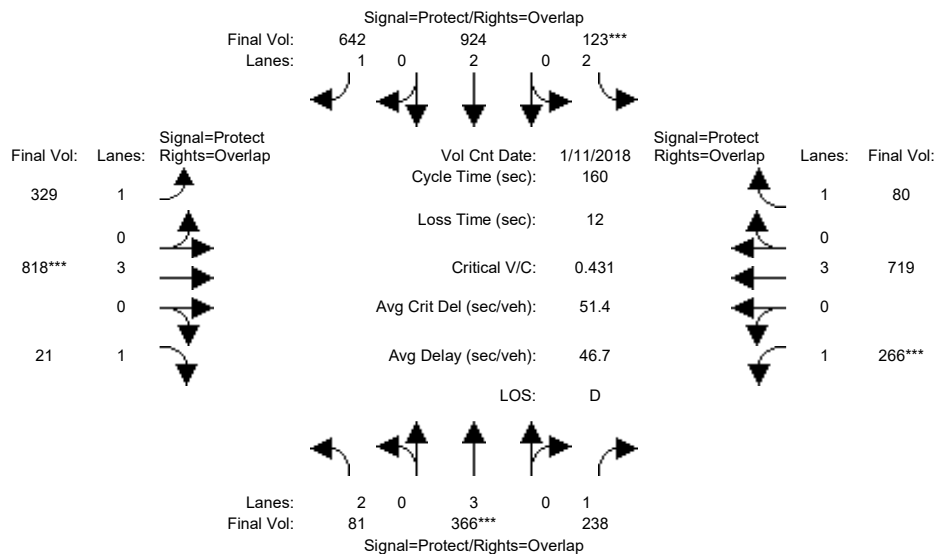 Signal=Protect/Rights=Overlap
Final Vol: 642 924 123***
Lanes: 1 0 2 0 2
Signal=Protect
Final Vol: Lanes: Rights=Overlap
Vol Cnt Date: 1/11/2018
Signal=Protect
Rights=Overlap Lanes: Final Vol:
Cycle Time (sec): 160
329 1
1 80
Loss Time (sec): 12
0
0
818*** 3
Critical V/C: 0.431
3 719
0
Avg Crit Del (sec/veh): 51.4
0
21 1
Avg Delay (sec/veh): 46.7
1 266***
LOS: D
Lanes: 2 0 3 0 1
Final Vol: 81 366*** 238
Signal=Protect/Rights=Overlap